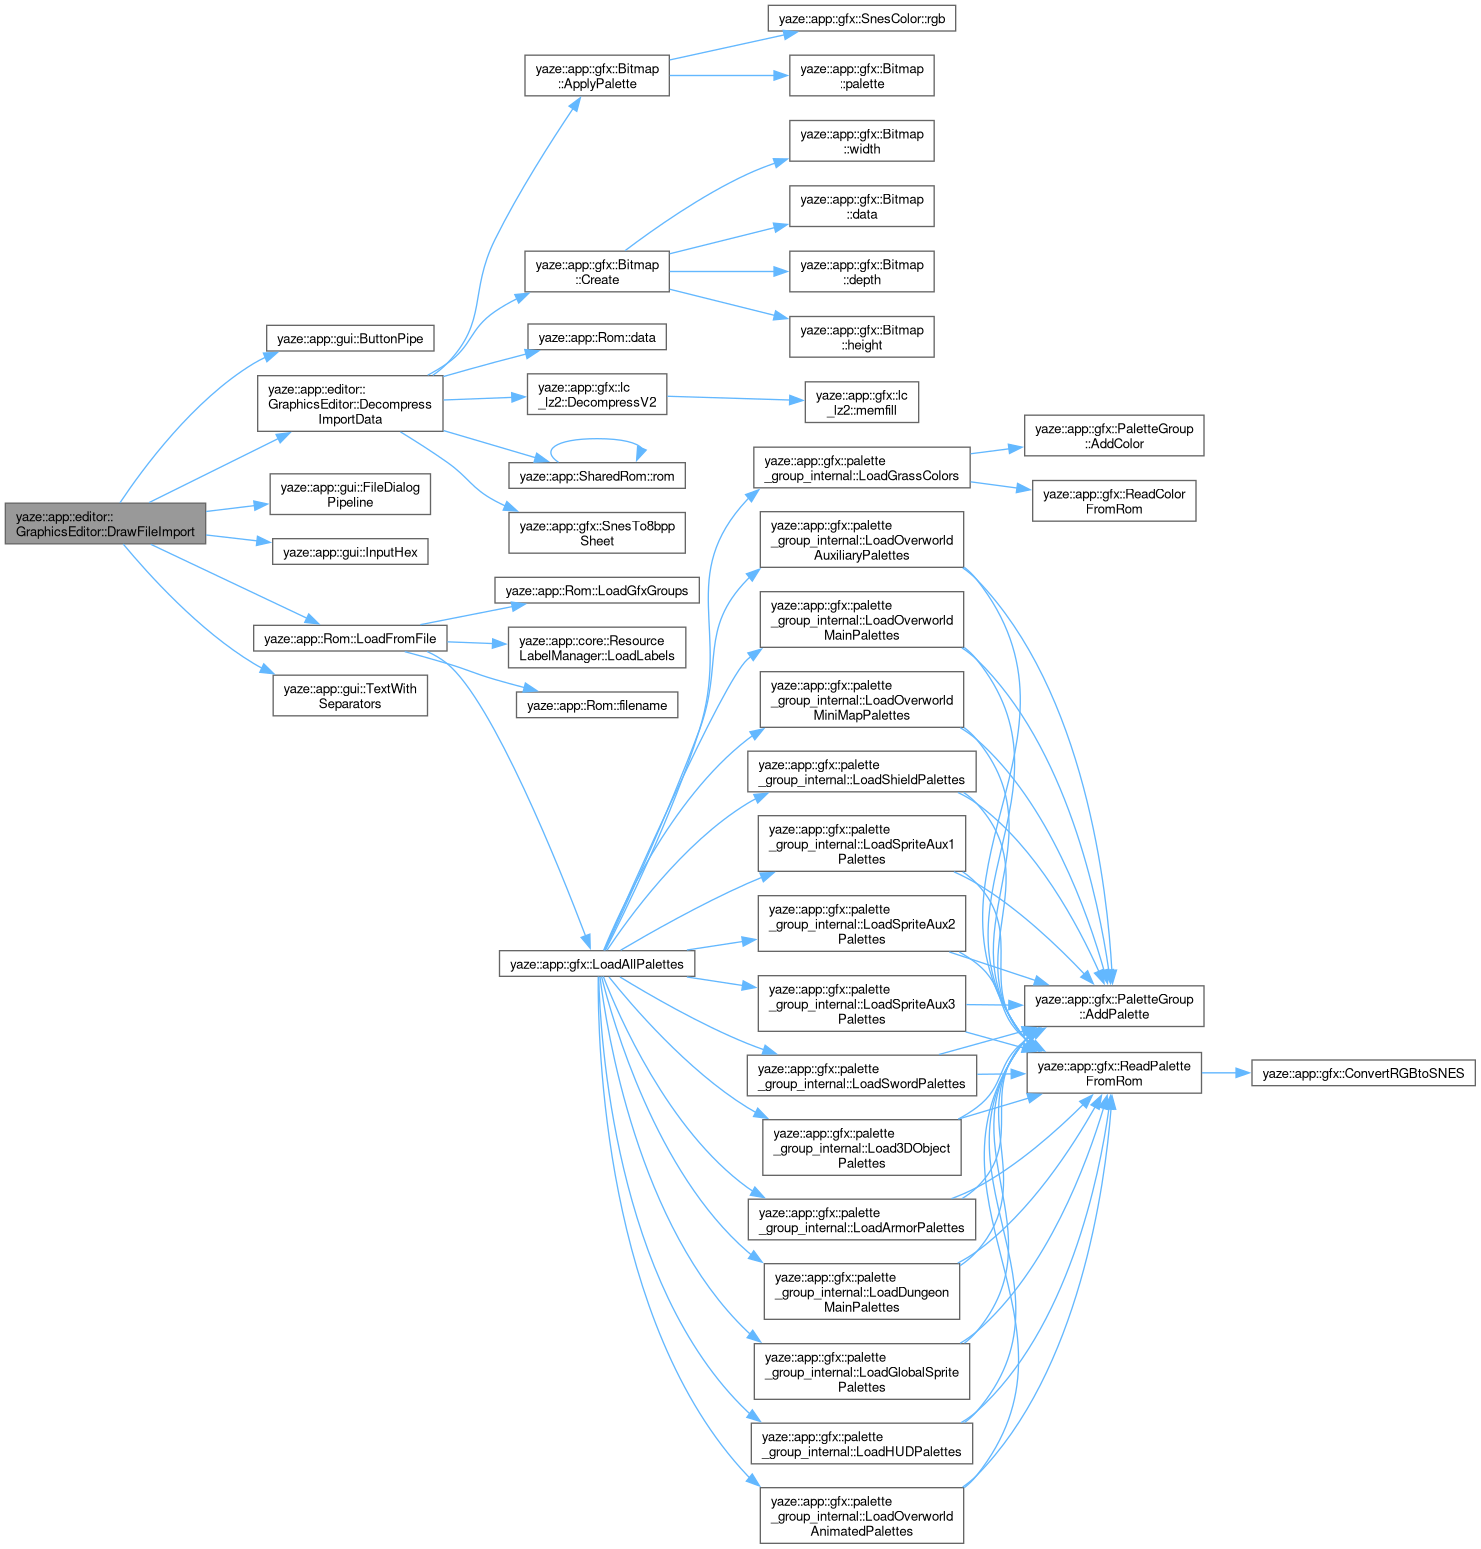 yaze::app::editor::
GraphicsEditor::DrawFileImport
yaze::app::gui::ButtonPipe
yaze::app::editor::
GraphicsEditor::Decompress
ImportData
yaze::app::gui::FileDialog
Pipeline
yaze::app::gui::InputHex
yaze::app::Rom::LoadFromFile
yaze::app::gui::TextWith
Separators
yaze::app::gfx::Bitmap
::ApplyPalette
yaze::app::gfx::Bitmap
::Create
yaze::app::Rom::data
yaze::app::gfx::lc
_lz2::DecompressV2
yaze::app::SharedRom::rom
yaze::app::gfx::SnesTo8bpp
Sheet
yaze::app::Rom::LoadGfxGroups
yaze::app::core::Resource
LabelManager::LoadLabels
yaze::app::Rom::filename
yaze::app::gfx::LoadAllPalettes
yaze::app::gfx::SnesColor::rgb
yaze::app::gfx::Bitmap
::palette
yaze::app::gfx::Bitmap
::width
yaze::app::gfx::Bitmap
::data
yaze::app::gfx::Bitmap
::depth
yaze::app::gfx::Bitmap
::height
yaze::app::gfx::lc
_lz2::memfill
yaze::app::gfx::palette
_group_internal::LoadGrassColors
yaze::app::gfx::palette
_group_internal::LoadOverworld
AuxiliaryPalettes
yaze::app::gfx::palette
_group_internal::LoadOverworld
MainPalettes
yaze::app::gfx::palette
_group_internal::LoadOverworld
MiniMapPalettes
yaze::app::gfx::palette
_group_internal::LoadShieldPalettes
yaze::app::gfx::palette
_group_internal::LoadSpriteAux1
Palettes
yaze::app::gfx::palette
_group_internal::LoadSpriteAux2
Palettes
yaze::app::gfx::palette
_group_internal::LoadSpriteAux3
Palettes
yaze::app::gfx::palette
_group_internal::LoadSwordPalettes
yaze::app::gfx::palette
_group_internal::Load3DObject
Palettes
yaze::app::gfx::palette
_group_internal::LoadArmorPalettes
yaze::app::gfx::palette
_group_internal::LoadDungeon
MainPalettes
yaze::app::gfx::palette
_group_internal::LoadGlobalSprite
Palettes
yaze::app::gfx::palette
_group_internal::LoadHUDPalettes
yaze::app::gfx::palette
_group_internal::LoadOverworld
AnimatedPalettes
yaze::app::gfx::PaletteGroup
::AddColor
yaze::app::gfx::ReadColor
FromRom
yaze::app::gfx::PaletteGroup
::AddPalette
yaze::app::gfx::ReadPalette
FromRom
yaze::app::gfx::ConvertRGBtoSNES